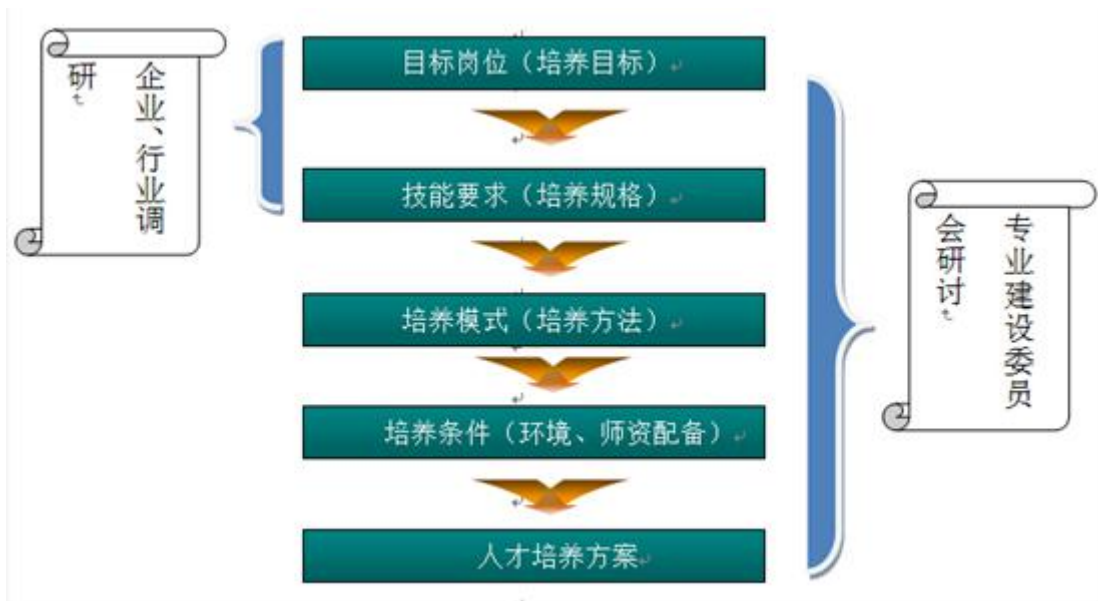 企业、行业调
研
目标岗位（培养目标）
技能要求（培养规格）
培养模式（培养方法）
培养条件（环境、师资配备）
人才培养方案
专业建设委员
会研讨